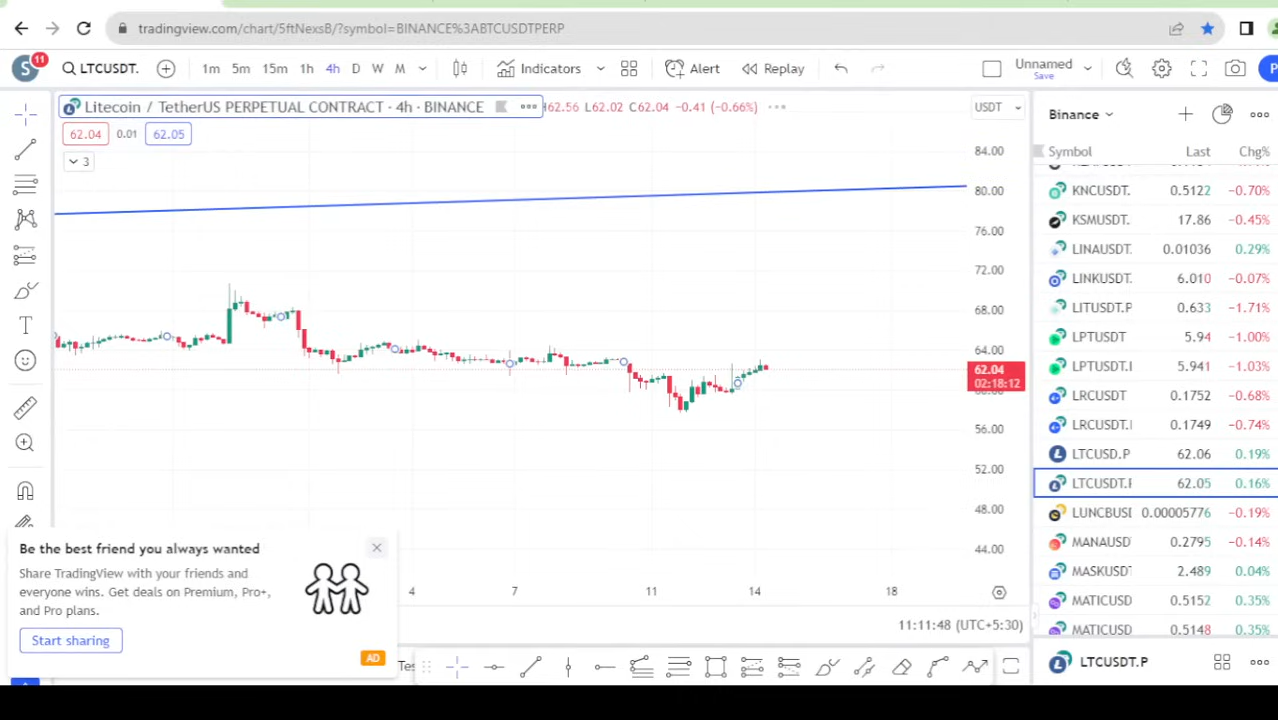 tradingview.com/chart/5ftNexsB/?symbol=BINANCE%3ABTCUSDTPERP
S 11 LTCUSDT. 1m 5m 15m 1h 4h D W M Indicators Alert Replay Unnamed Save
Litecoin / TetherUS PERPETUAL CONTRACT · 4h · BINANCE H62.56 L62.02 C62.04 −0.41 (−0.66%) USDT
62.04 0.01 62.05
3
84.00
80.00
76.00
72.00
68.00
64.00
62.04
02:18:12
56.00
52.00
48.00
44.00
4 7 11 14 18
11:11:48 (UTC+5:30)
Binance
Symbol Last Chg%
KNCUSDT. 0.5122 −0.70%
KSMUSDT. 17.86 −0.45%
LINAUSDT. 0.01036 0.29%
LINKUSDT. 6.010 −0.07%
LITUSDT.P 0.633 −1.71%
LPTUSDT 5.94 −1.00%
LPTUSDT.I 5.941 −1.03%
LRCUSDT 0.1752 −0.68%
LRCUSDT.I 0.1749 −0.74%
LTCUSD.P 62.06 0.19%
LTCUSDT.F 62.05 0.16%
LUNCBUSI 0.00005776 −0.19%
MANAUSD 0.2795 −0.14%
MASKUSDT 2.489 0.04%
MATICUSD 0.5152 0.35%
MATICUSD 0.5148 0.35%
LTCUSDT.P
Be the best friend you always wanted
Share TradingView with your friends and
everyone wins. Get deals on Premium, Pro+,
and Pro plans.
Start sharing
AD
T